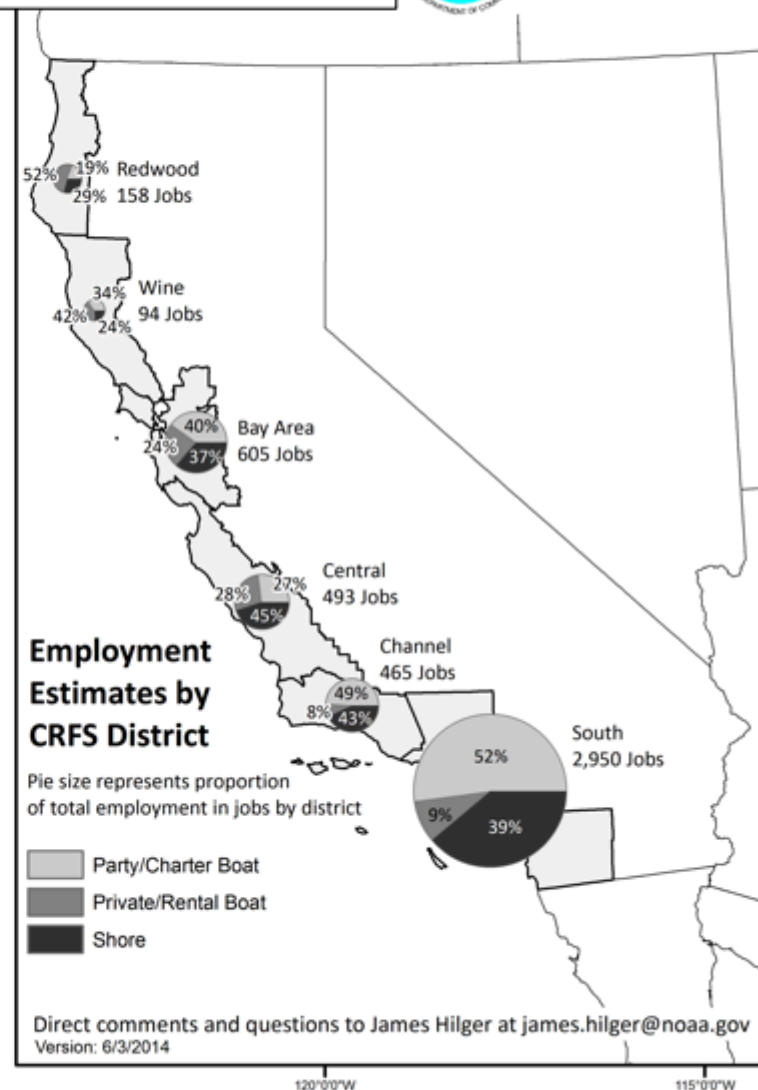 DEPARTMENT OF COM
52%
19%
Redwood
29%
158 Jobs
34%
Wine
42%
24%
94 Jobs
40%
Bay Area
24%
37%
605 Jobs
28%
27%
Central
45%
493 Jobs
Channel
465 Jobs
49%
8%
43%
South
2,950 Jobs
52%
9%
39%
Employment
Estimates by
CRFS District
Pie size represents proportion
of total employment in jobs by district
Party/Charter Boat
Private/Rental Boat
Shore
Direct comments and questions to James Hilger at james.hilger@noaa.gov
Version: 6/3/2014
120°0'0"W
115°0'0"W